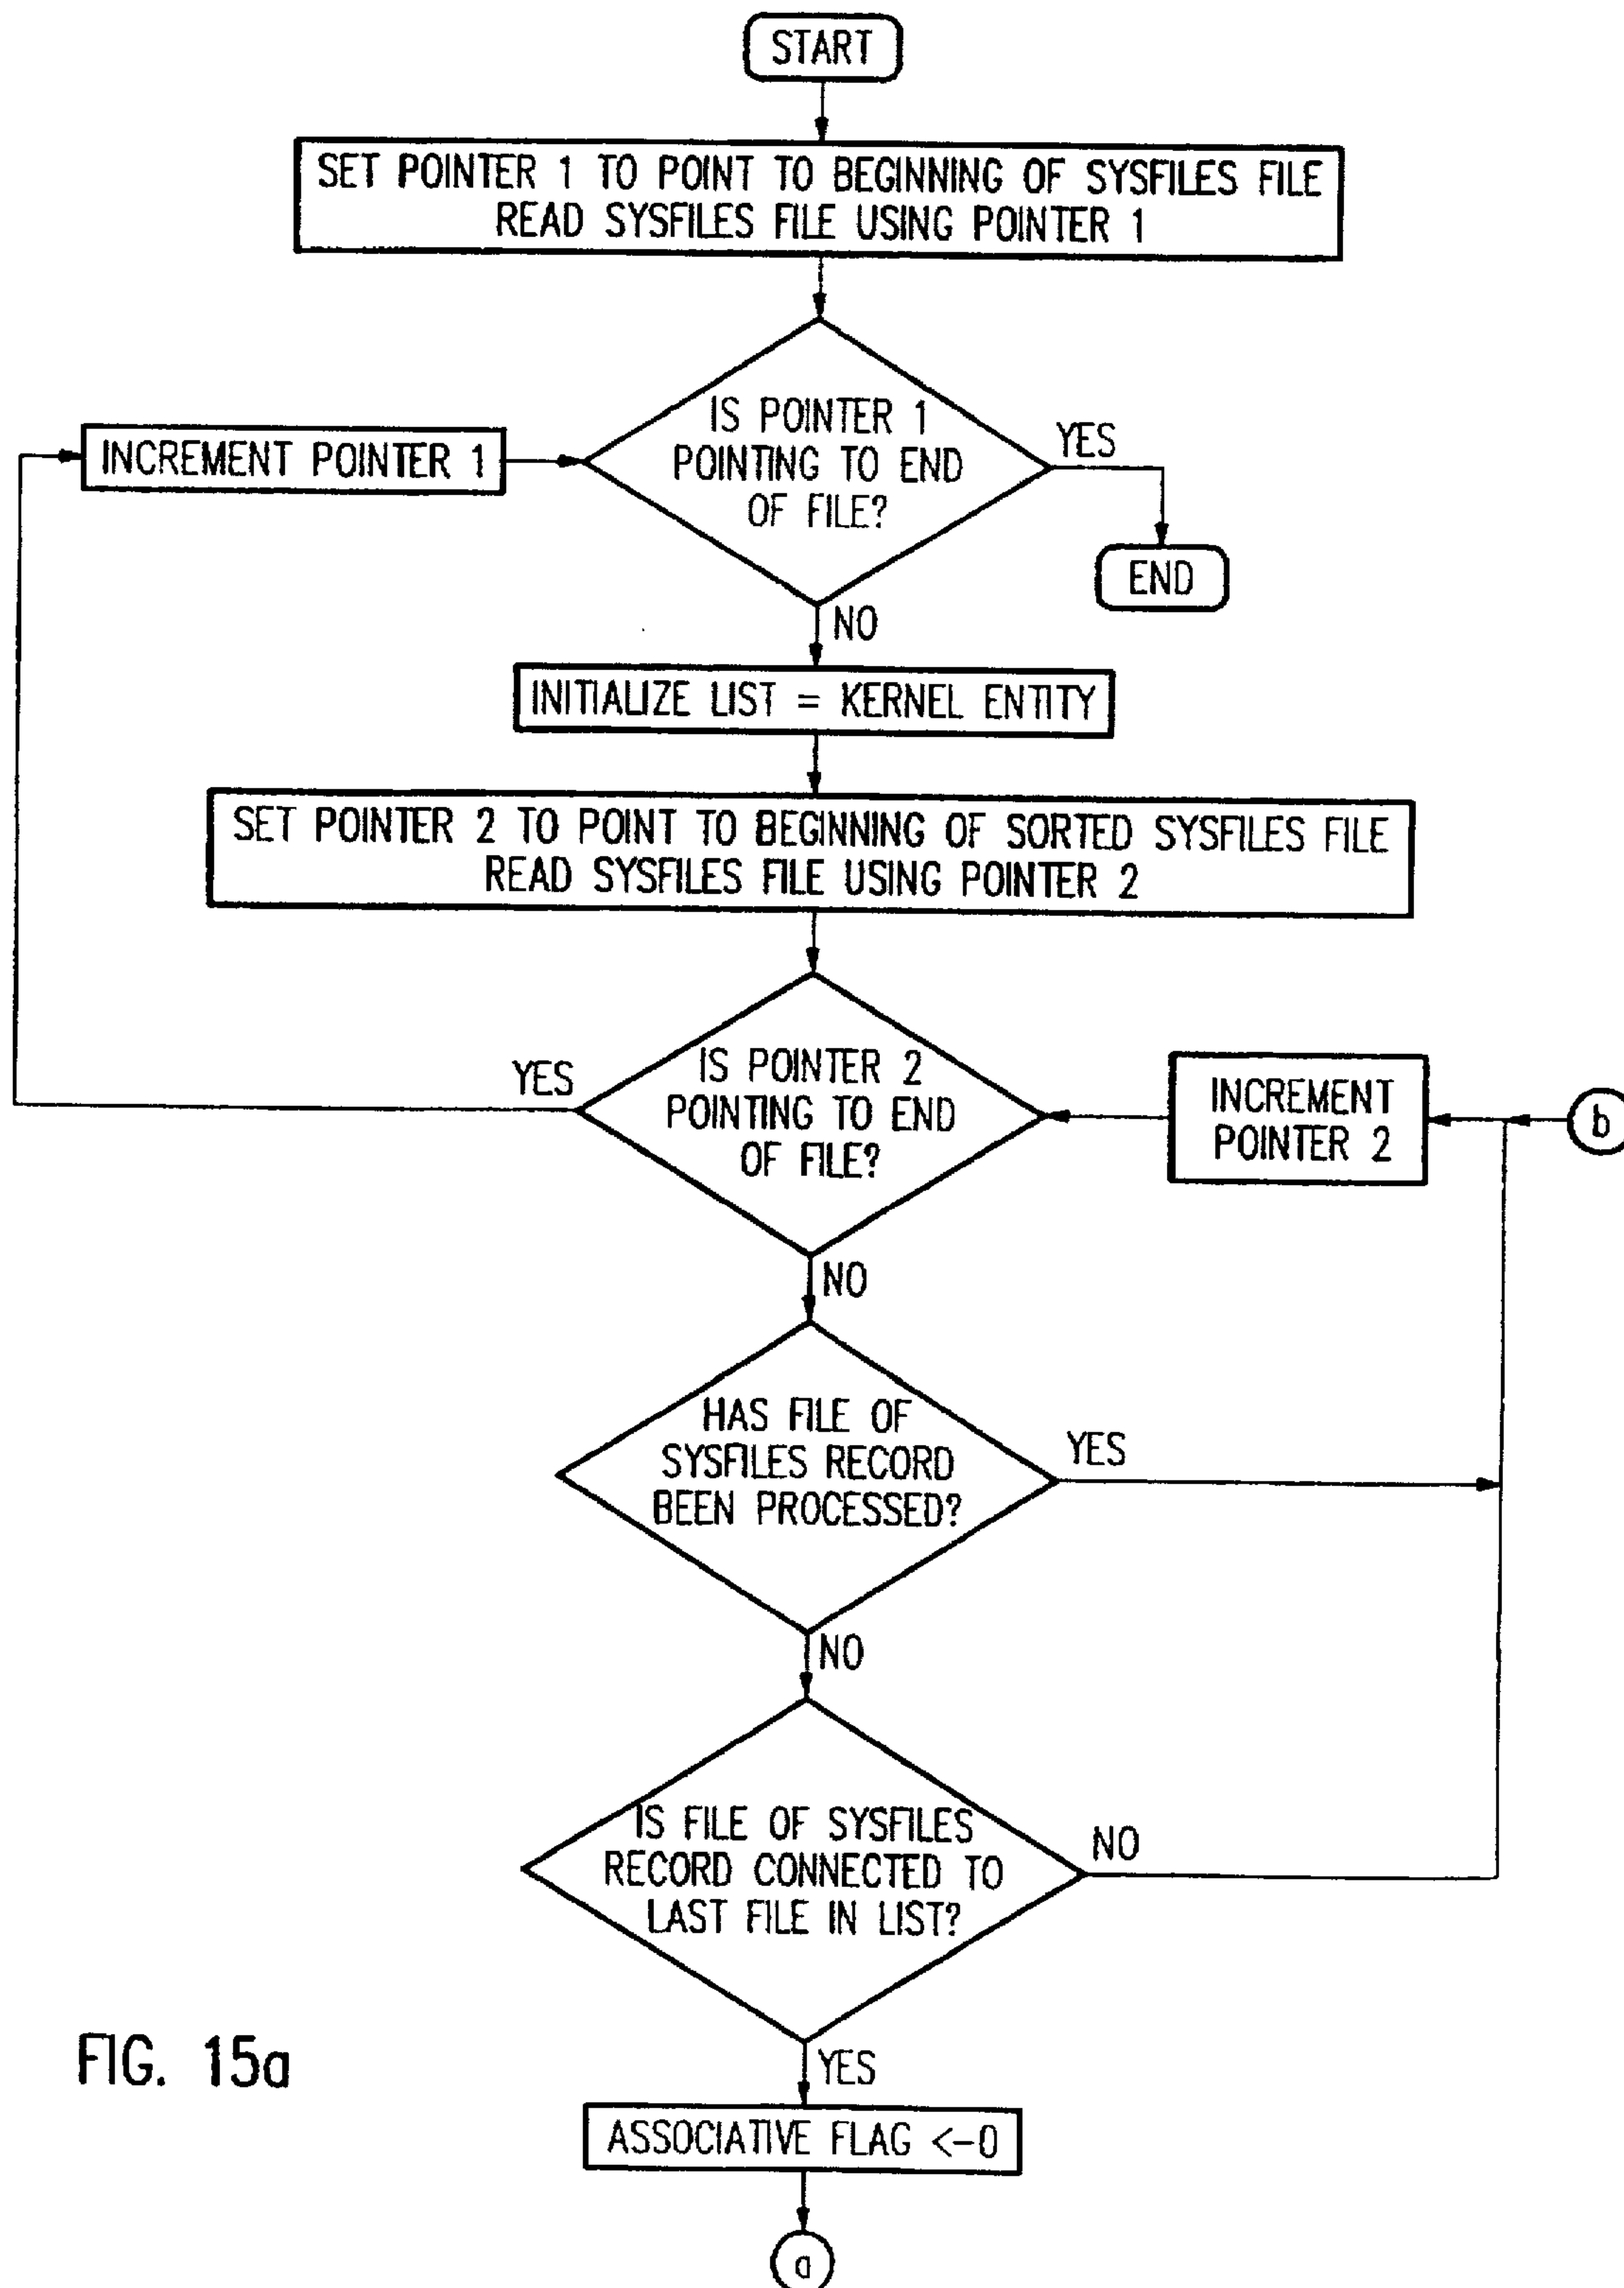 START
SET POINTER 1 TO POINT TO BEGINNING OF SYSFILES FILE
READ SYSFILES FILE USING POINTER 1
INCREMENT POINTER 1
IS POINTER 1
POINTING TO END
OF FILE?
YES
END
NO
INITIALIZE LIST = KERNEL ENTITY
SET POINTER 2 TO POINT TO BEGINNING OF SORTED SYSFILES FILE
READ SYSFILES FILE USING POINTER 2
YES
IS POINTER 2
POINTING TO END
OF FILE?
INCREMENT
POINTER 2
b
NO
HAS FILE OF
SYSFILES RECORD
BEEN PROCESSED?
YES
NO
IS FILE OF SYSFILES
RECORD CONNECTED TO
LAST FILE IN LIST?
NO
YES
FIG. 15a
ASSOCIATIVE FLAG <-0
a